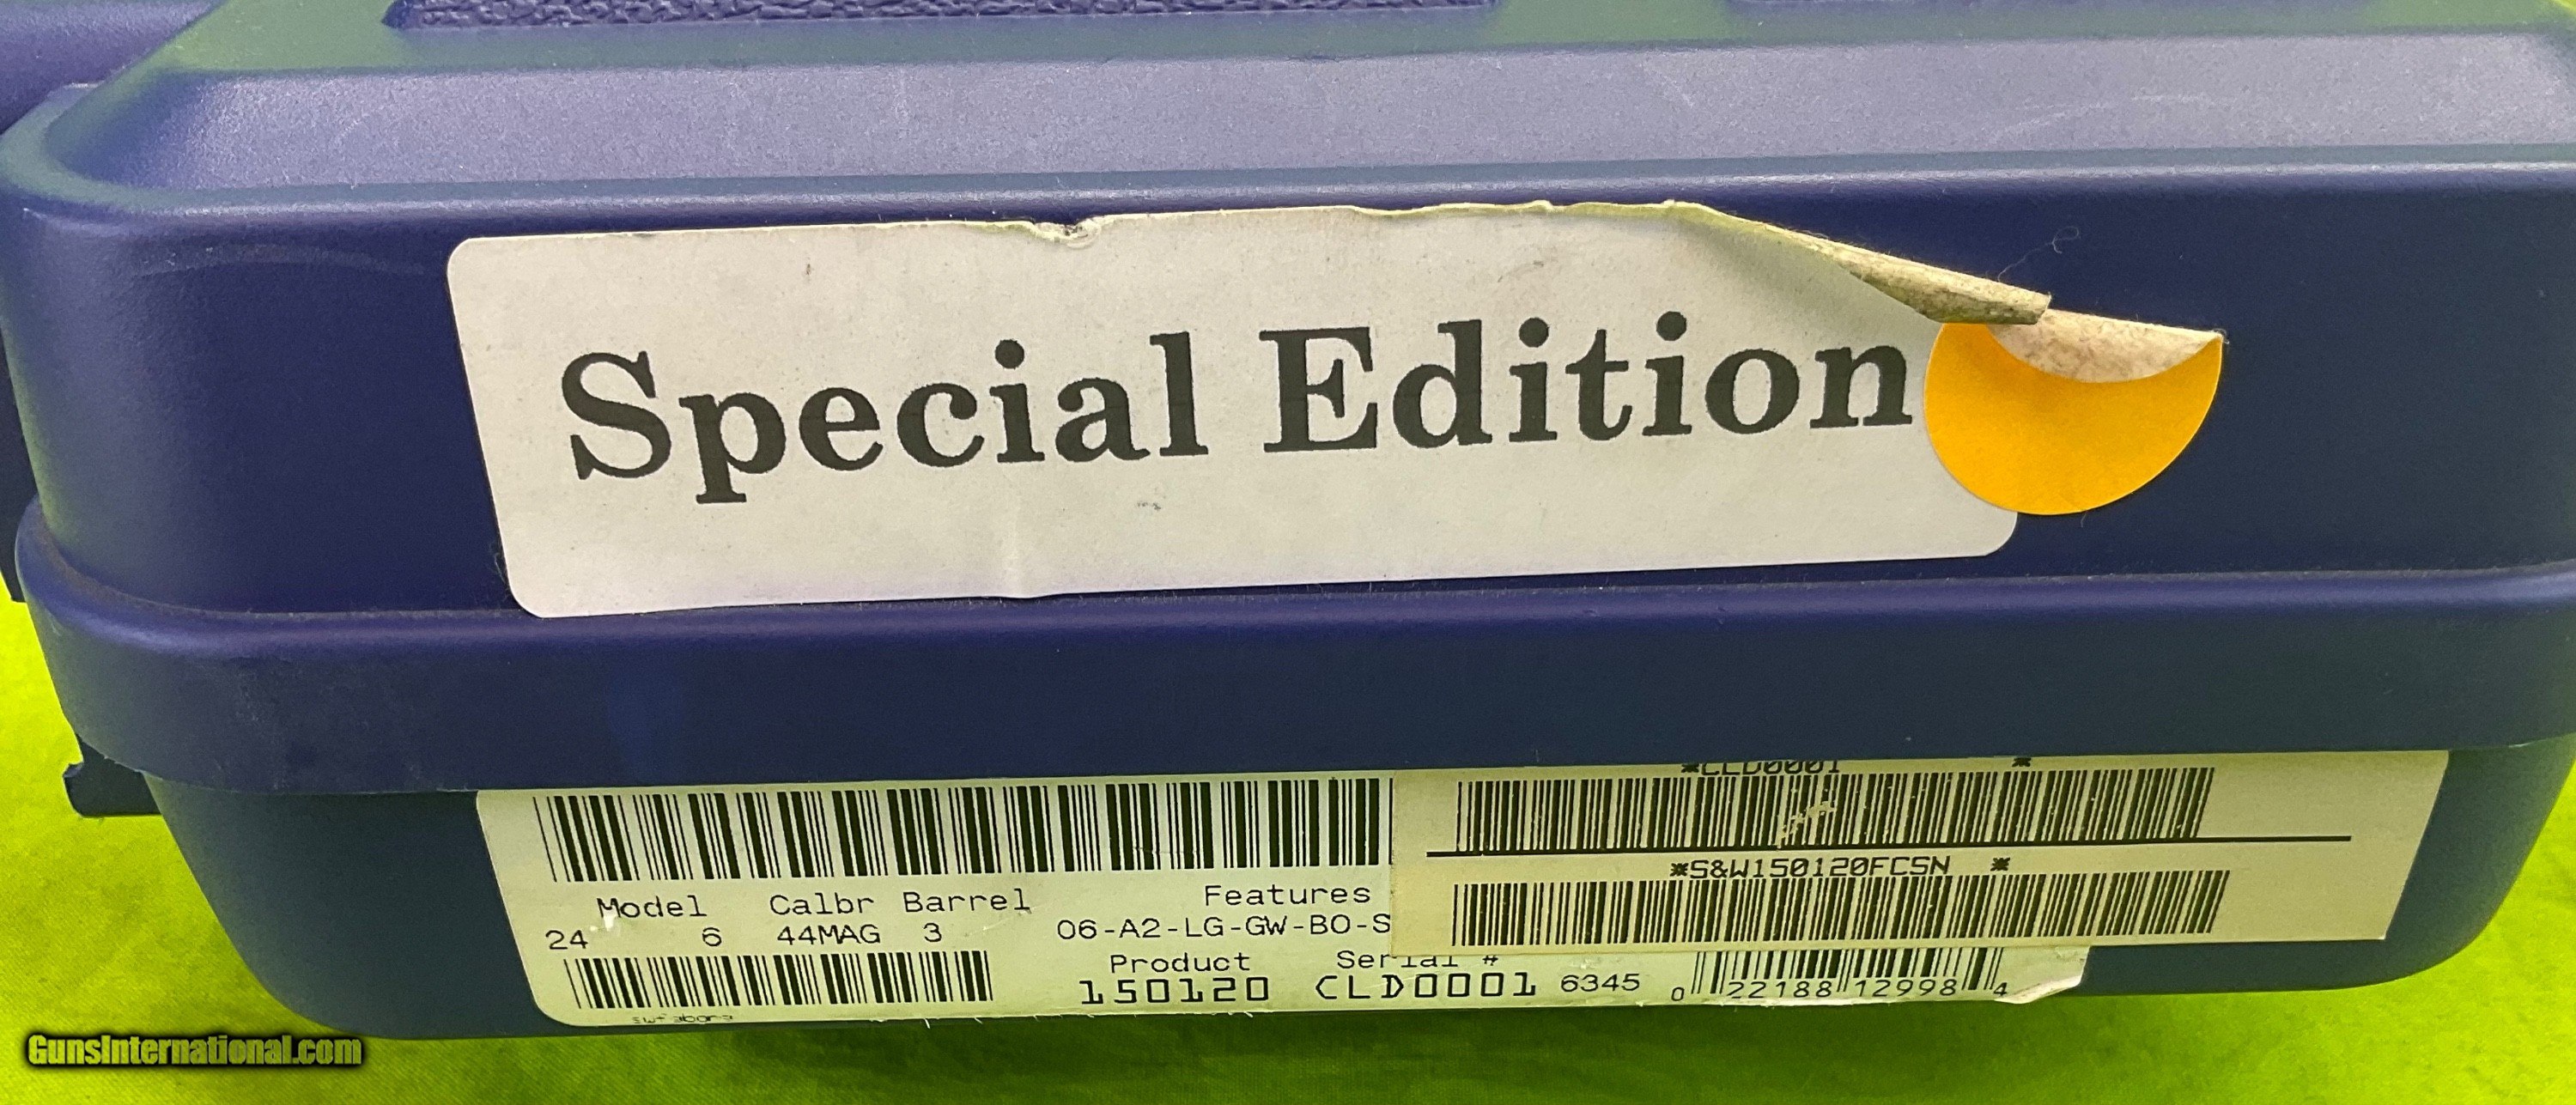 Special Edition
*CLD0001 *
*S&W150120FCSN *
Model Calbr Barrel Features
24 6 44MAG 3 06-A2-LG-GW-BO-S
Product Serial #
150120 CLD0001 6345
0 22188 12998 4
GunsInternational.com